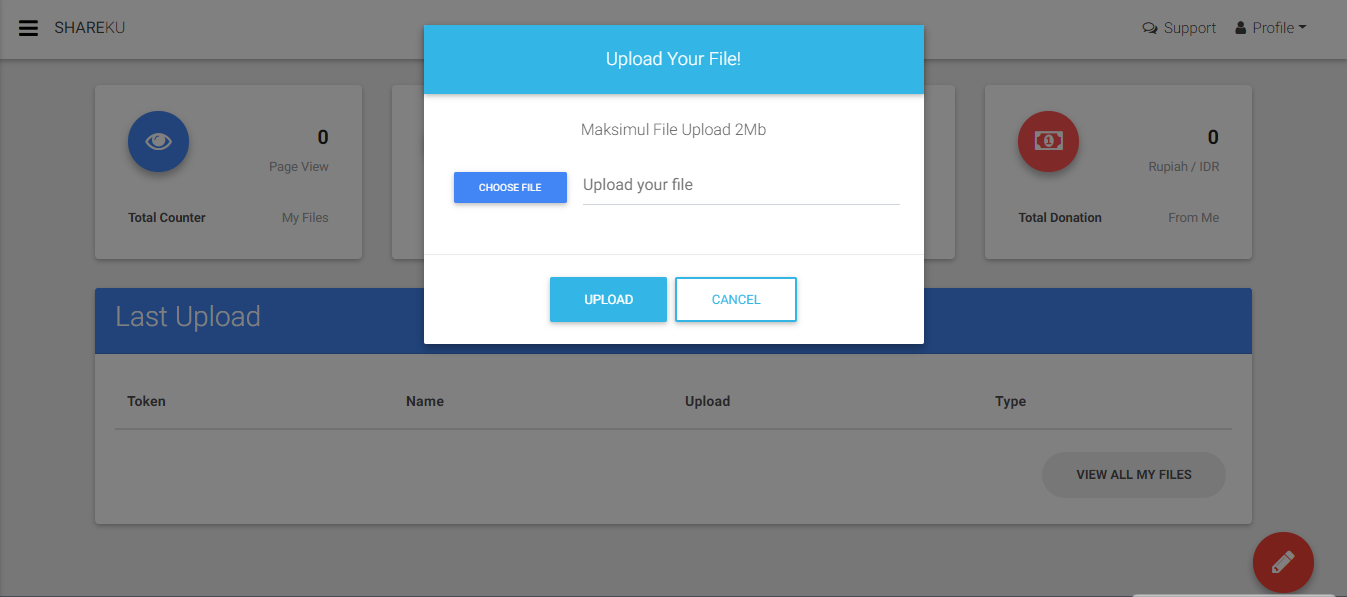 SHAREKU
Support
Profile
Upload Your File!
Maksimul File Upload 2Mb
CHOOSE FILE
Upload your file
UPLOAD
CANCEL
0
Page View
Total Counter
My Files
0
Rupiah / IDR
Total Donation
From Me
Last Upload
Token
Name
Upload
Type
VIEW ALL MY FILES